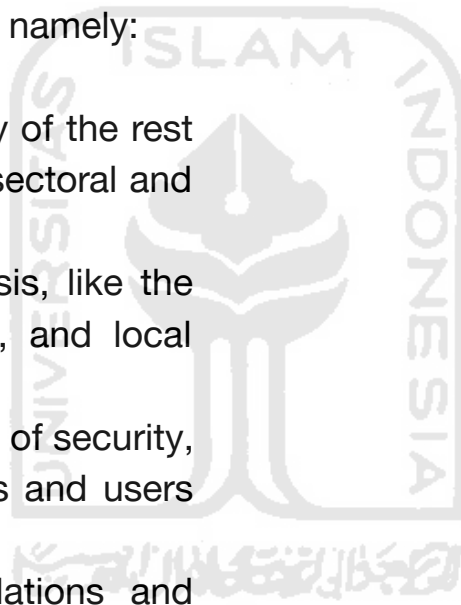 namely:
ISLAM
UNIVERSITAS
INDONESIA
y of the rest
sectoral and
sis, like the
, and local
of security,
s and users
lations and